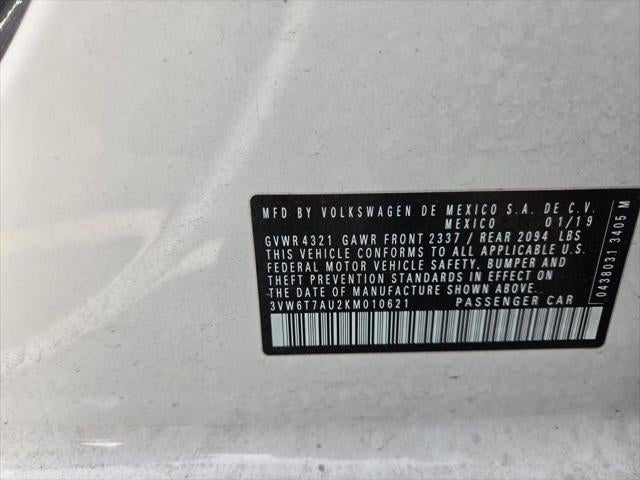 MFD BY VOLKSWAGEN DE MEXICO S.A. DE C.V.
MEXICO 01/19
GVWR 4321 GAWR FRONT 2337 / REAR 2094 LBS
THIS VEHICLE CONFORMS TO ALL APPLICABLE U.S.
FEDERAL MOTOR VEHICLE SAFETY, BUMPER AND
THEFT PREVENTION STANDARDS IN EFFECT ON
THE DATE OF MANUFACTURE SHOWN ABOVE.
3VW6T7AU2KM010621 PASSENGER CAR
0438031 3405 M